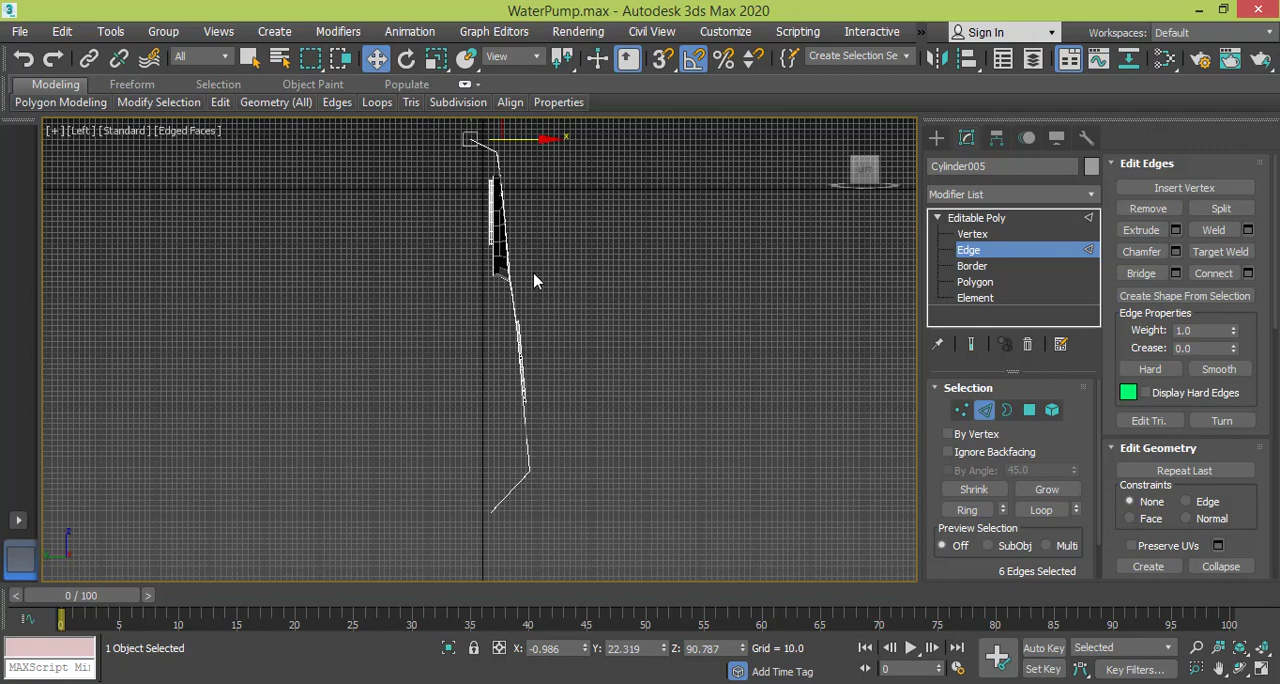 WaterPump.max - Autodesk 3ds Max 2020
File Edit Tools Group Views Create Modifiers Animation Graph Editors Rendering Civil View Customize Scripting Interactive » Sign In Workspaces: Default
All View Create Selection Se
Modeling Freeform Selection Object Paint Populate
Polygon Modeling Modify Selection Edit Geometry (All) Edges Loops Tris Subdivision Align Properties
[+] [Left] [Standard] [Edged Faces]
x
Cylinder005
Modifier List
Editable Poly
Vertex
Edge
Border
Polygon
Element
Selection
By Vertex
Ignore Backfacing
By Angle: 45.0
Shrink Grow
Ring Loop
Preview Selection
Off SubObj Multi
6 Edges Selected
Edit Edges
Insert Vertex
Remove Split
Extrude Weld
Chamfer Target Weld
Bridge Connect
Create Shape From Selection
Edge Properties
Weight: 1.0
Crease: 0.0
Hard Smooth
Display Hard Edges
Edit Tri. Turn
Edit Geometry
Repeat Last
Constraints
None Edge
Face Normal
Preserve UVs
Create Collapse
z
< 0 / 100 >
0 5 10 15 20 25 30 35 40 45 50 55 60 65 70 75 80 85 90 95 100
1 Object Selected X: -0.986 Y: 22.319 Z: 90.787 Grid = 10.0 Auto Key Selected
MAXScript Mi Add Time Tag 0 Set Key Key Filters...